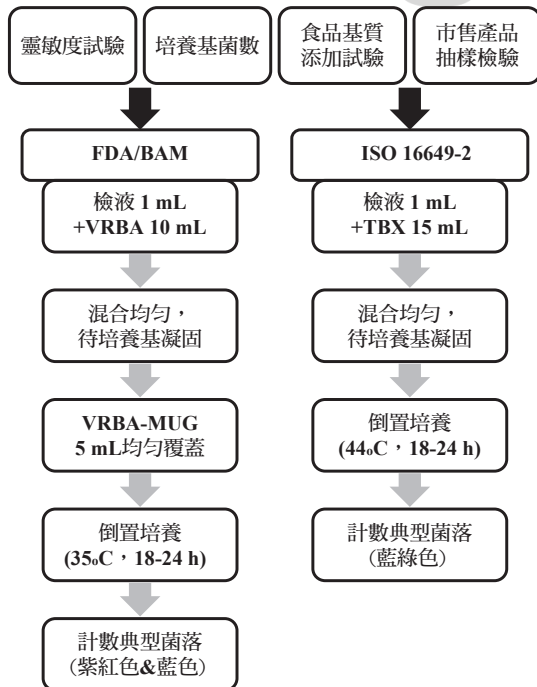 靈敏度試驗
培養基菌數
食品基質
添加試驗
市售產品
抽樣檢驗
FDA/BAM
檢液 1 mL
+VRBA 10 mL
混合均勻，
待培養基凝固
VRBA-MUG
5 mL均勻覆蓋
倒置培養
(35oC，18-24 h)
計數典型菌落
(紫紅色&藍色)
ISO 16649-2
檢液 1 mL
+TBX 15 mL
混合均勻，
待培養基凝固
倒置培養
(44oC，18-24 h)
計數典型菌落
(藍綠色)